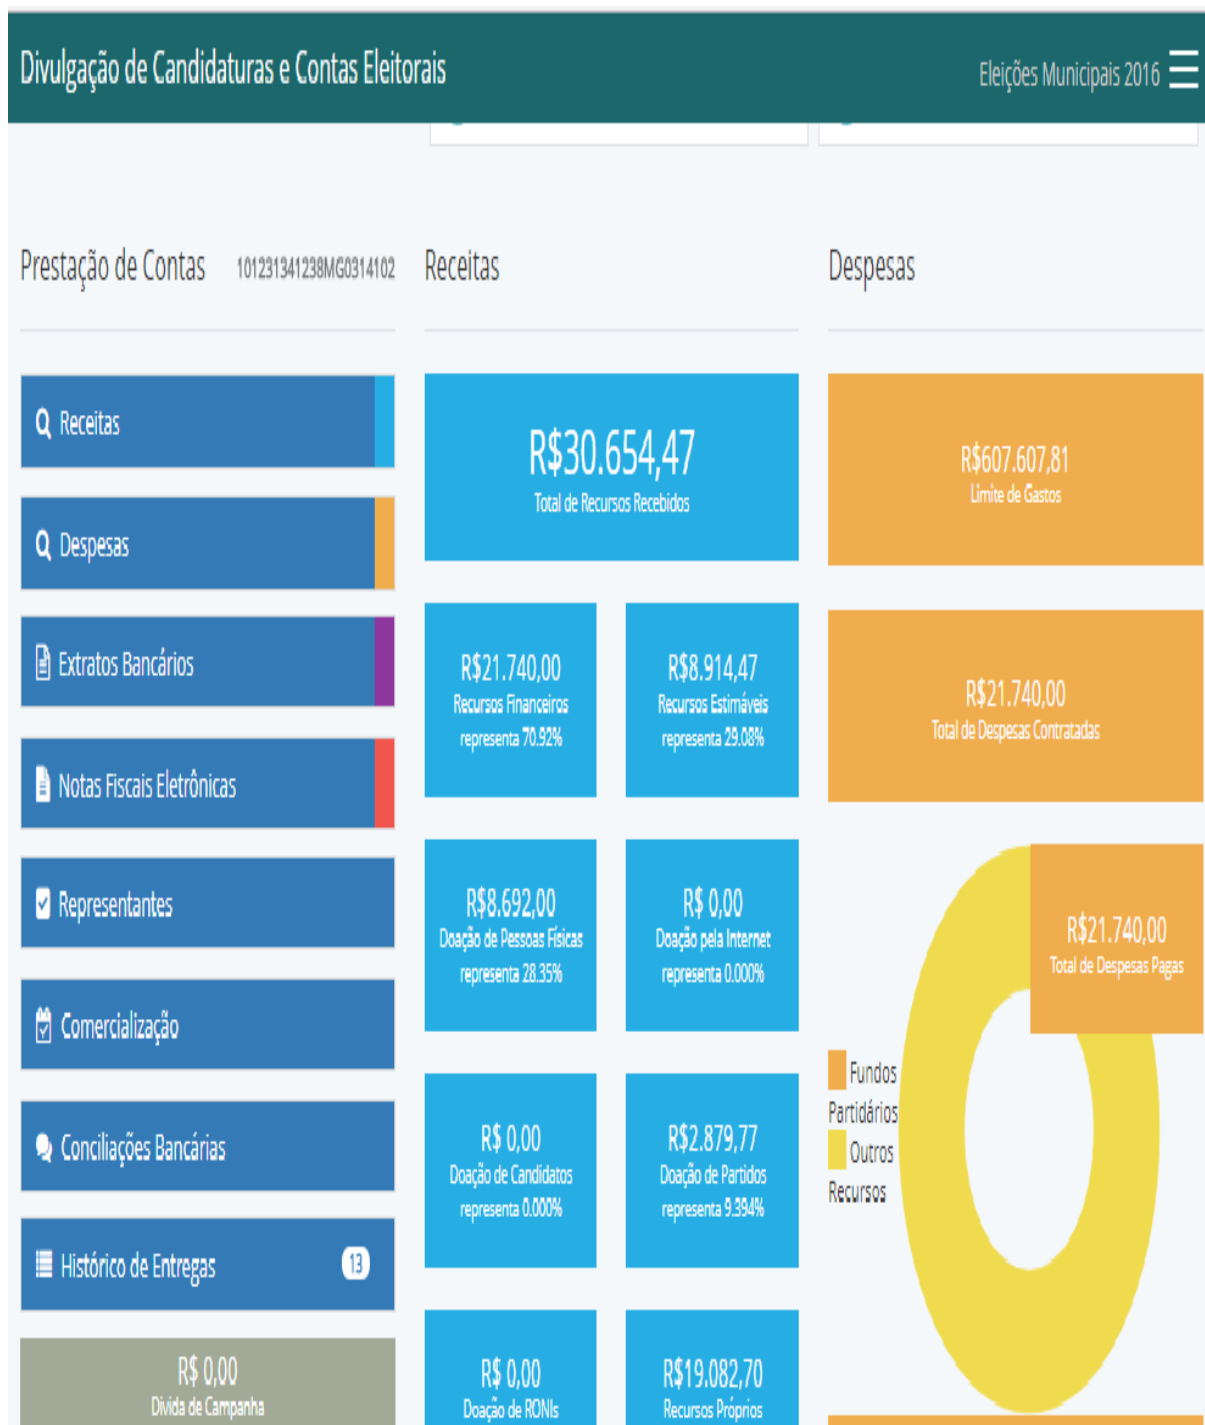 Divulgação de Candidaturas e Contas Eleitorais
Eleições Municipais 2016
Prestação de Contas 101231341238MG0314102
Receitas
Despesas
Extratos Bancários
Notas Fiscais Eletrônicas
Representantes
Comercialização
Conciliações Bancárias
Histórico de Entregas 13
R$ 0,00
Divida de Campanha
Receitas
R$30.654,47
Total de Recursos Recebidos
R$21.740,00
Recursos Financeiros
representa 70.92%
R$8.914,47
Recursos Estimáveis
representa 29.08%
R$8.692,00
Doação de Pessoas Físicas
representa 28.35%
R$ 0,00
Doação pela Internet
representa 0.000%
R$ 0,00
Doação de Candidatos
representa 0.000%
R$2.879,77
Doação de Partidos
representa 9.394%
R$ 0,00
Doação de RONIs
R$19.082,70
Recursos Próprios
Despesas
R$607.607,81
Limite de Gastos
R$21.740,00
Total de Despesas Contratadas
R$21.740,00
Total de Despesas Pagas
Fundos
Partidários
Outros
Recursos